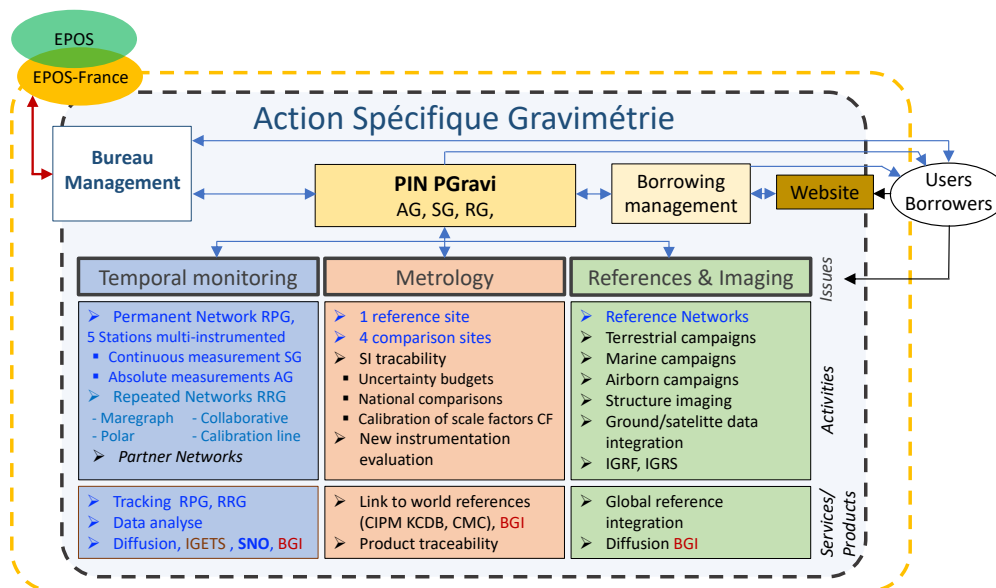 EPOS
EPOS-France
Action Spécifique Gravimétrie
Bureau
Management
PIN PGravi
AG, SG, RG,
Borrowing
management
Website
Users
Borrowers
Temporal monitoring
Metrology
References & Imaging
Issues
➢ Permanent Network RPG,
5 Stations multi-instrumented
▪ Continuous measurement SG
▪ Absolute measurements AG
➢ Repeated Networks RRG
- Maregraph - Collaborative
- Polar - Calibration line
➢ Partner Networks
➢ 1 reference site
➢ 4 comparison sites
➢ SI tracability
▪ Uncertainty budgets
▪ National comparisons
▪ Calibration of scale factors CF
➢ New instrumentation
evaluation
➢ Reference Networks
➢ Terrestrial campaigns
➢ Marine campaigns
➢ Airborn campaigns
➢ Structure imaging
➢ Ground/satelitte data
integration
➢ IGRF, IGRS
Activities
➢ Tracking RPG, RRG
➢ Data analyse
➢ Diffusion, IGETS , SNO, BGI
➢ Link to world references
(CIPM KCDB, CMC), BGI
➢ Product traceability
➢ Global reference
integration
➢ Diffusion BGI
Services/
Products